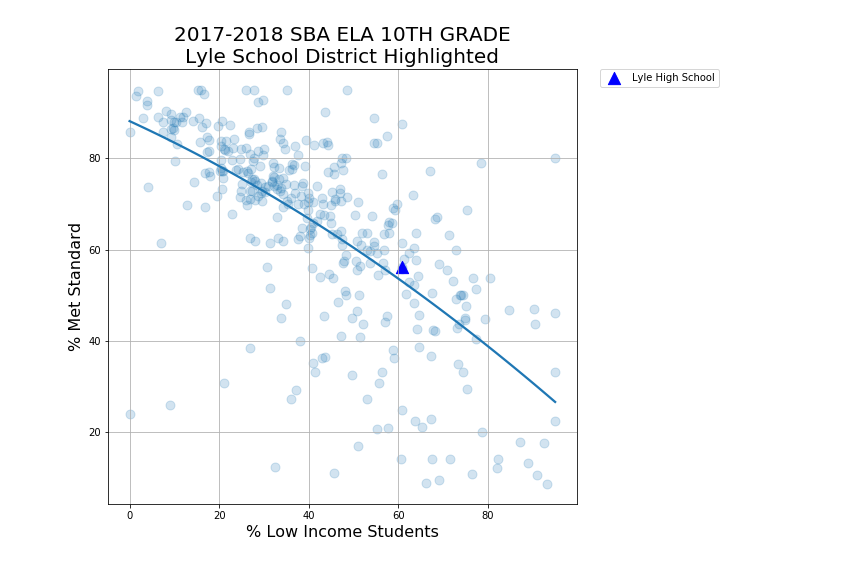 2017-2018 SBA ELA 10TH GRADE
Lyle School District Highlighted
Lyle High School
80
60
40
20
% Met Standard
0 20 40 60 80
% Low Income Students